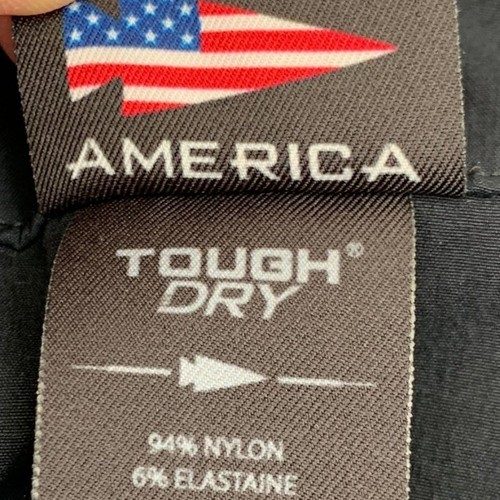 AMERICA
TOUGH®
DRY
94% NYLON
6% ELASTAINE